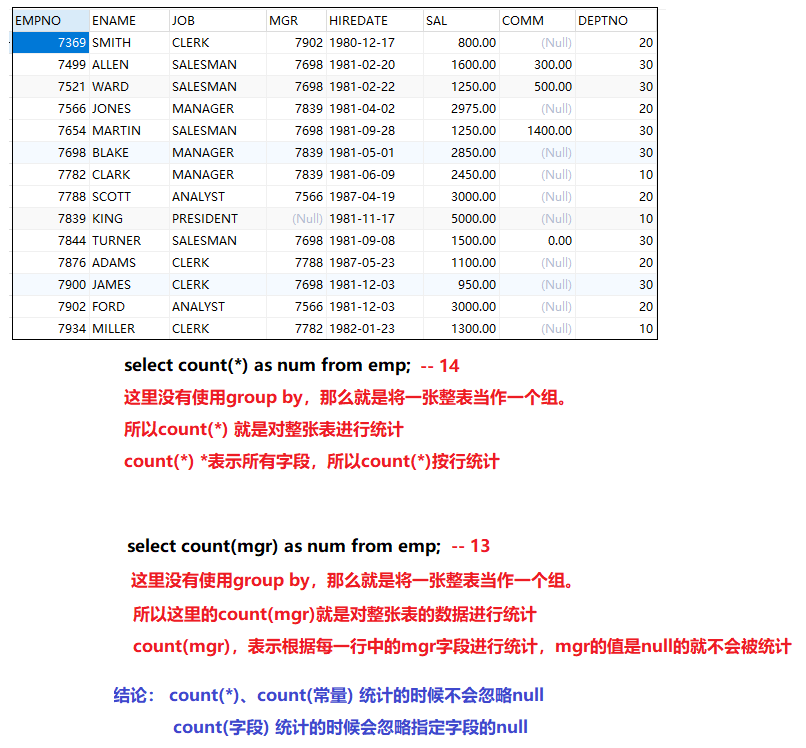 EMPNO ENAME JOB MGR HIREDATE SAL COMM DEPTNO
7369 SMITH CLERK 7902 1980-12-17 800.00 (Null) 20
7499 ALLEN SALESMAN 7698 1981-02-20 1600.00 300.00 30
7521 WARD SALESMAN 7698 1981-02-22 1250.00 500.00 30
7566 JONES MANAGER 7839 1981-04-02 2975.00 (Null) 20
7654 MARTIN SALESMAN 7698 1981-09-28 1250.00 1400.00 30
7698 BLAKE MANAGER 7839 1981-05-01 2850.00 (Null) 30
7782 CLARK MANAGER 7839 1981-06-09 2450.00 (Null) 10
7788 SCOTT ANALYST 7566 1987-04-19 3000.00 (Null) 20
7839 KING PRESIDENT (Null) 1981-11-17 5000.00 (Null) 10
7844 TURNER SALESMAN 7698 1981-09-08 1500.00 0.00 30
7876 ADAMS CLERK 7788 1987-05-23 1100.00 (Null) 20
7900 JAMES CLERK 7698 1981-12-03 950.00 (Null) 30
7902 FORD ANALYST 7566 1981-12-03 3000.00 (Null) 20
7934 MILLER CLERK 7782 1982-01-23 1300.00 (Null) 10
select count(*) as num from emp; -- 14
这里没有使用group by，那么就是将一张整表当作一个组。
所以count(*) 就是对整张表进行统计
count(*) *表示所有字段，所以count(*)按行统计
select count(mgr) as num from emp; -- 13
这里没有使用group by，那么就是将一张整表当作一个组。
所以这里的count(mgr)就是对整张表的数据进行统计
count(mgr)，表示根据每一行中的mgr字段进行统计，mgr的值是null的就不会被统计
结论： count(*)、count(常量) 统计的时候不会忽略null
count(字段) 统计的时候会忽略指定字段的null